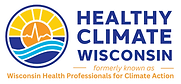 HEALTHY
CLIMATE
WISCONSIN
formerly known as
Wisconsin Health Professionals for Climate Action